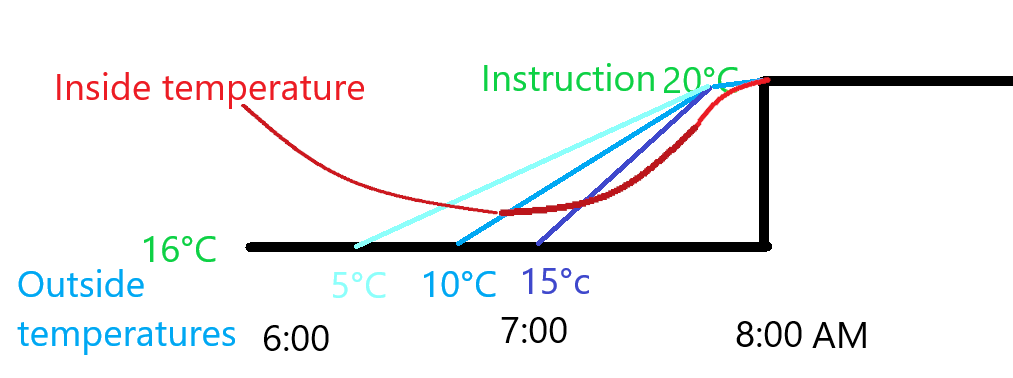 Inside temperature
Instruction 20°C
16°C
5°C 10°C 15°c
Outside
temperatures
6:00 7:00 8:00 AM